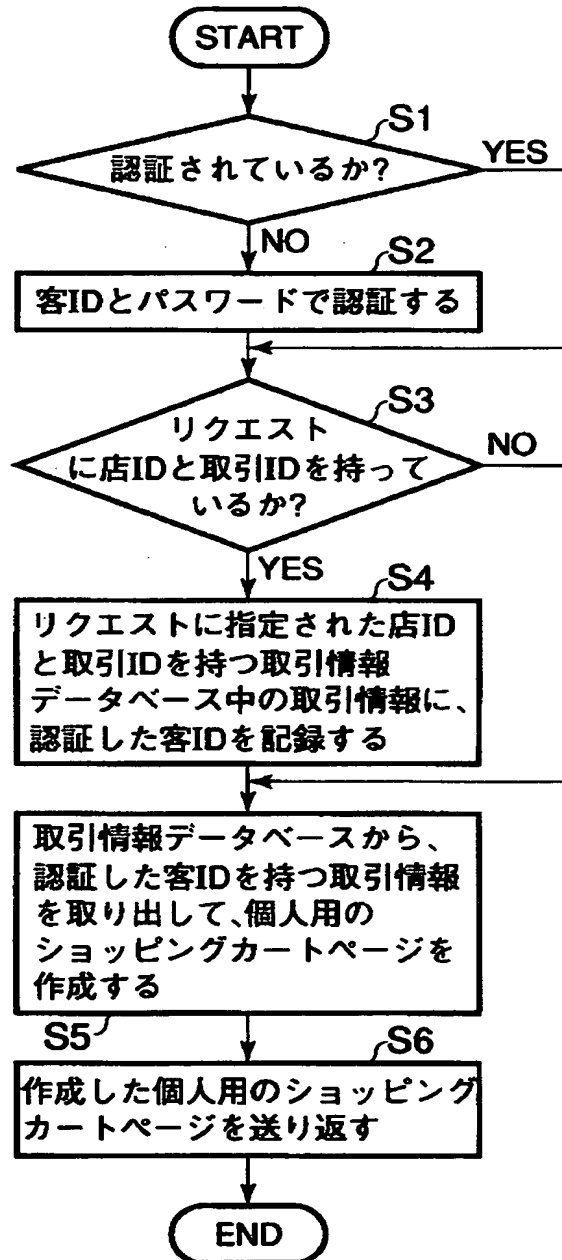 START
S1
認証されているか?
YES
NO
S2
客IDとパスワードで認証する
S3
リクエスト
に店IDと取引IDを持って
いるか?
NO
YES
S4
リクエストに指定された店ID
と取引IDを持つ取引情報
データベース中の取引情報に、
認証した客IDを記録する
取引情報データベースから、
認証した客IDを持つ取引情報
を取り出して、個人用の
ショッピングカートページを
作成する
S5
S6
作成した個人用のショッピング
カートページを送り返す
END